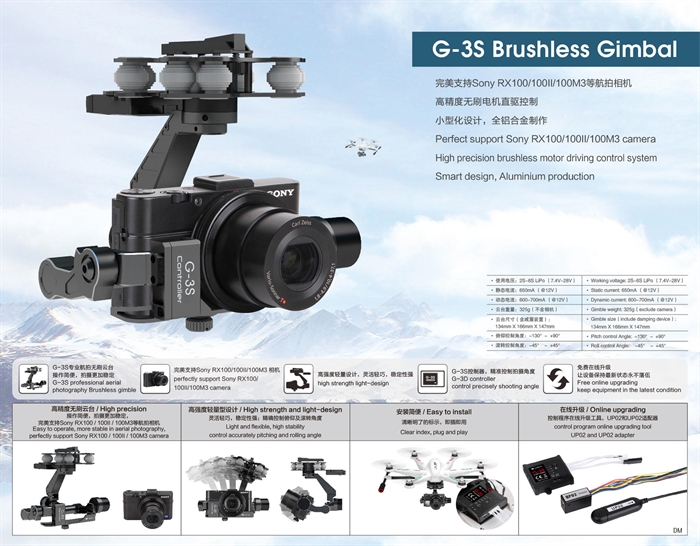 G-3S Brushless Gimbal
完美支持Sony RX100/100II/100M3等航拍相机
高精度无刷电机直驱控制
小型化设计，全铝合金制作
Perfect support Sony RX100/100II/100M3 camera
High precision brushless motor driving control system
Smart design, Aluminium production
SONY
Carl Zeiss
Vario-Sonnar T*
G-3S
Controller
• 使用电压：2S-6S LiPo（7.4V-28V）
• 静态电流：650mA（@12V）
• 动态电流：600-700mA（@12V）
• 云台重量：325g（不含相机）
• 云台尺寸（含减震装置）：
134mm X 166mm X 147mm
• 俯仰控制角度：-130° ~ +90°
• 滚转控制角度：-45° ~ +45°
• Working voltage: 2S-6S LiPo（7.4V-28V）
• Static current: 650mA（@12V）
• Dynamic current: 600-700mA（@12V）
• Gimbal weight: 325g（exclude camera）
• Gimbal size（include damping device）:
134mm X 166mm X 147mm
• Pitch control Angle: -130° ~ +90°
• Roll control Angle: -45° ~ +45°
G-3S专业航拍无刷云台
操作简便，拍摄更加稳定
G-3S professional aerial
photography Brushless gimble
完美支持Sony RX100/100II/100M3 相机
perfectly support Sony RX100/
100II/100M3 camera
高强度轻量设计，灵活轻巧，稳定性强
high strength light-design
G-3S控制器，精准控制拍摄角度
G-3D controller
control precisely shooting angle
免费在线升级
让设备保持最新状态永不落伍
Free online upgrading
keep equipment in the latest condition
高精度无刷云台 / High precision
操作简便，拍摄更加稳定，
完美支持Sony RX100 / 100II / 100M3等航拍相机
Easy to operate, more stable in aerial photography,
perfectly support Sony RX100 / 100II / 100M3 camera
高强度轻量型设计 / High strength and light-design
灵活轻巧，稳定性强；精确控制俯仰及滚转角度
Light and flexible, high stability
control accurately pitching and rolling angle
安装简便 / Easy to Install
清晰明了的标示，即插即用
Clear index, plug and play
在线升级 / Online upgrading
控制程序在线升级工具，UP02和UP02适配器
control program online upgrading tool
UP02 and UP02 adapter
UP02
DM